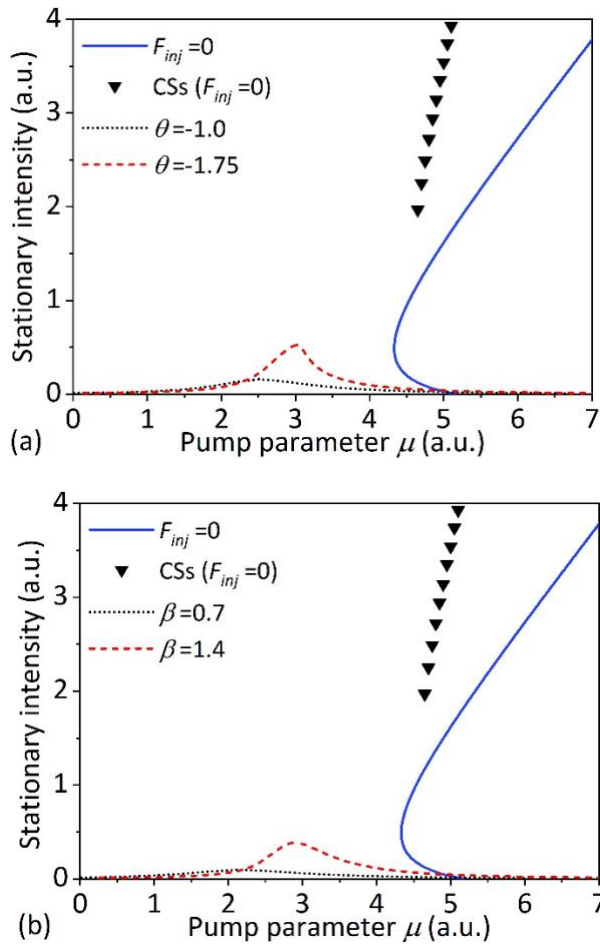 4
F_inj=0
CSs (F_inj=0)
θ=-1.0
θ=-1.75
3
2
1
0
Stationary intensity (a.u.)
0 1 2 3 4 5 6 7
(a) Pump parameter μ (a.u.)
4
F_inj=0
CSs (F_inj=0)
β=0.7
β=1.4
3
2
1
0
Stationary intensity (a.u.)
0 1 2 3 4 5 6 7
(b) Pump parameter μ (a.u.)